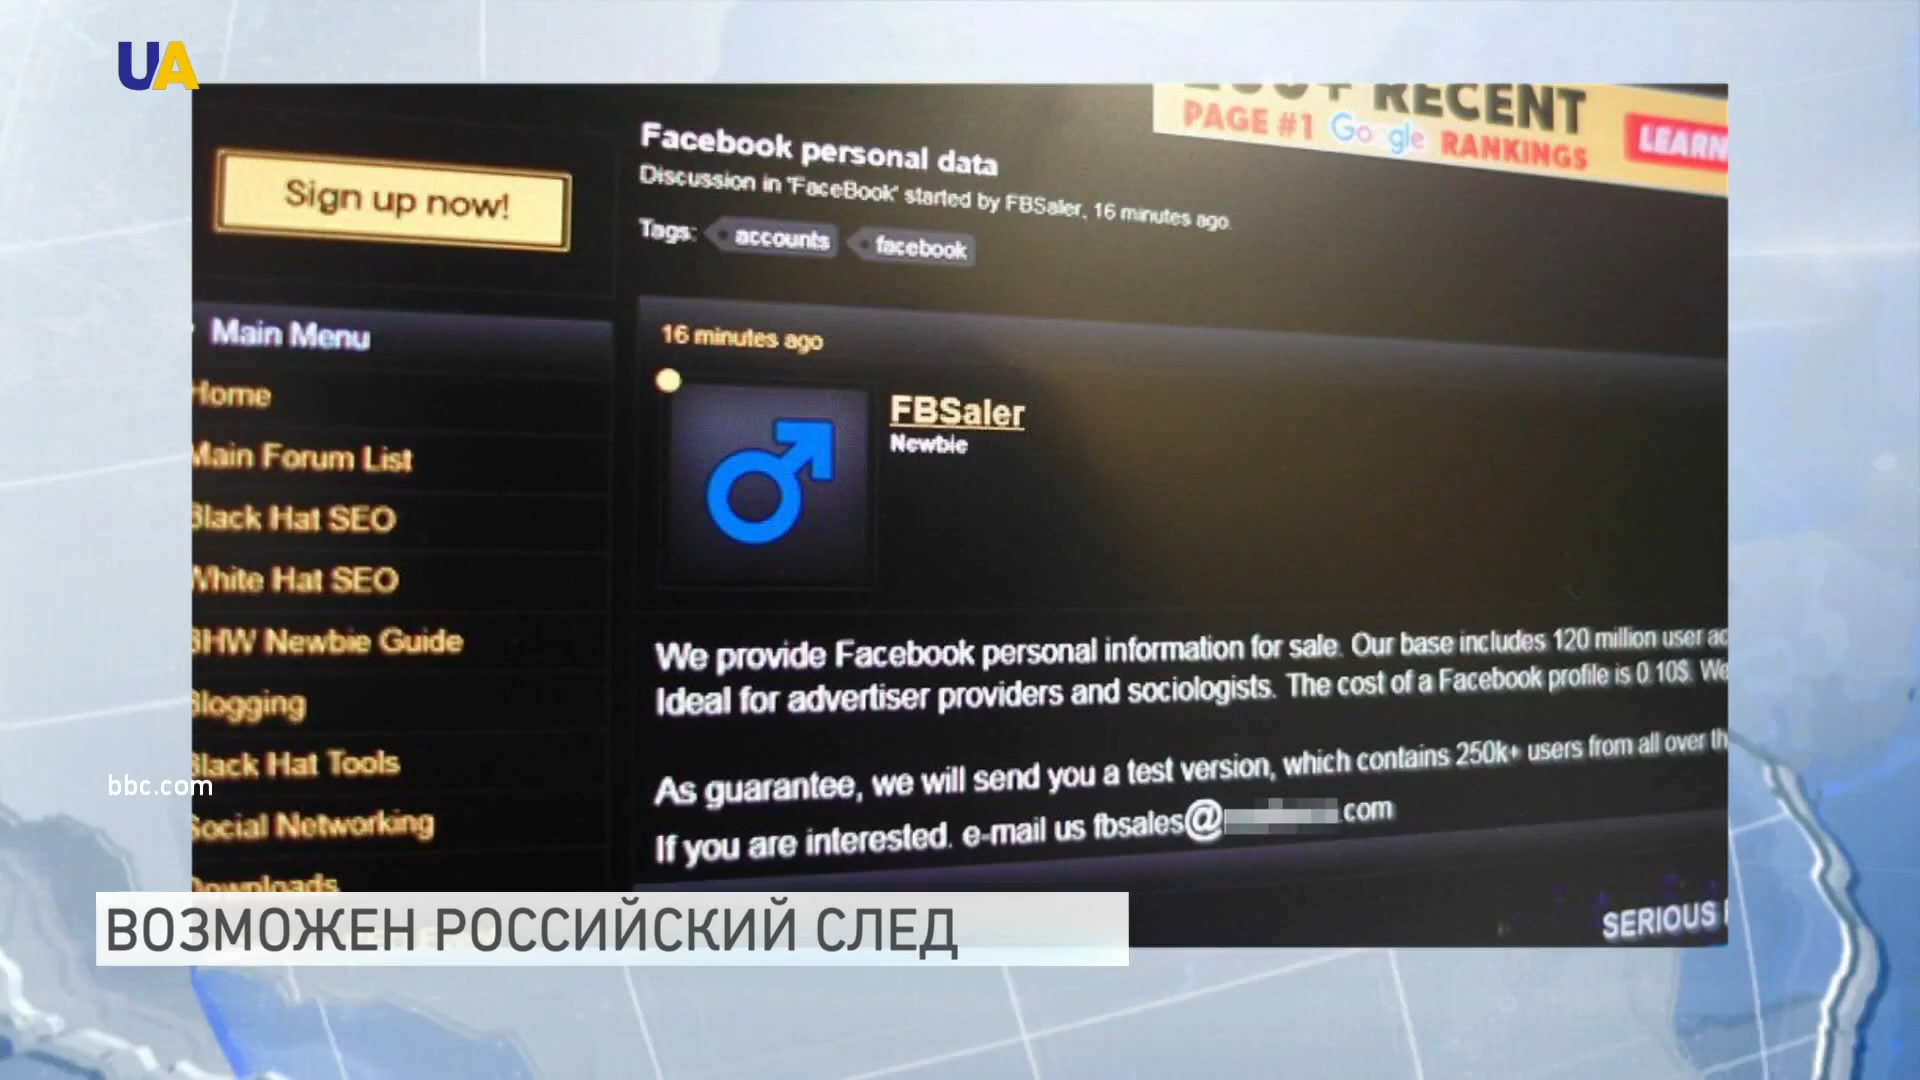 UA
200+ RECENT
PAGE #1 Google RANKINGS
LEARN
Sign up now!
Facebook personal data
Discussion in 'FaceBook' started by FBSaler, 16 minutes ago.
Tags: accounts facebook
Main Menu
Home
Main Forum List
Black Hat SEO
White Hat SEO
BHW Newbie Guide
Blogging
Black Hat Tools
Social Networking
Downloads
16 minutes ago
FBSaler
Newbie
We provide Facebook personal information for sale. Our base includes 120 million user ac
Ideal for advertiser providers and sociologists. The cost of a Facebook profile is 0.10$. We
As guarantee, we will send you a test version, which contains 250k+ users from all over th
If you are interested. e-mail us fbsales@ .com
SERIOUS
bbc.com
ВОЗМОЖЕН РОССИЙСКИЙ СЛЕД